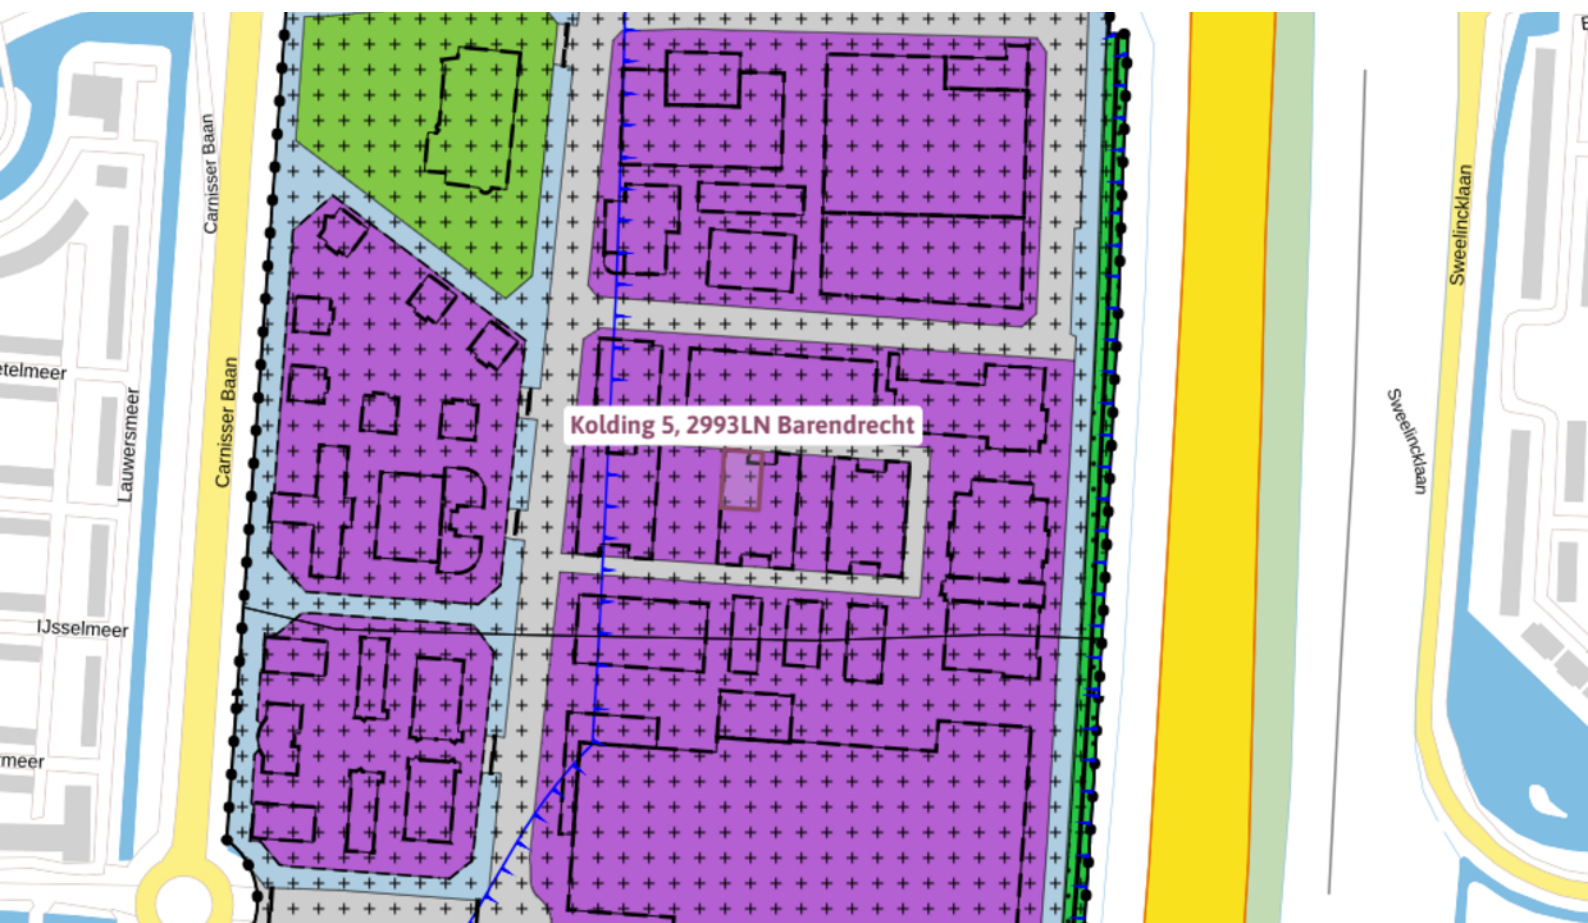 Carnisser Baan
Sweelincklaan
etelmeer
Lauwersmeer
Carnisser Baan
Kolding 5, 2993LN Barendrecht
Sweelincklaan
IJsselmeer
meer